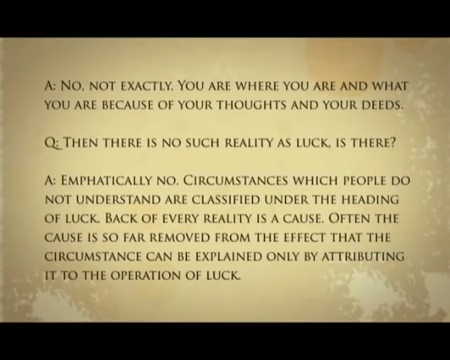 A: No, not exactly. You are where you are and what
you are because of your thoughts and your deeds.
Q: Then there is no such reality as luck, is there?
A: Emphatically no. Circumstances which people do
not understand are classified under the heading
of luck. Back of every reality is a cause. Often the
cause is so far removed from the effect that the
circumstance can be explained only by attributing
it to the operation of luck.